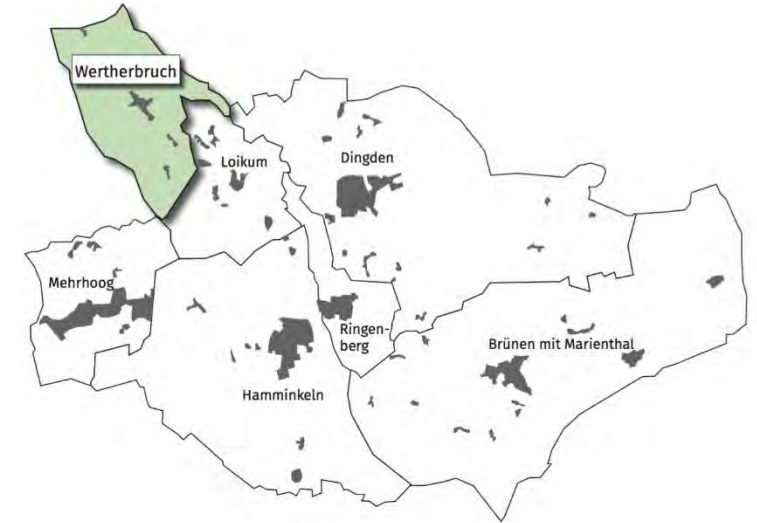 Wertherbruch
Loikum
Dingden
Mehrhoog
Ringen-
berg
Brünen mit Marienthal
Hamminkeln